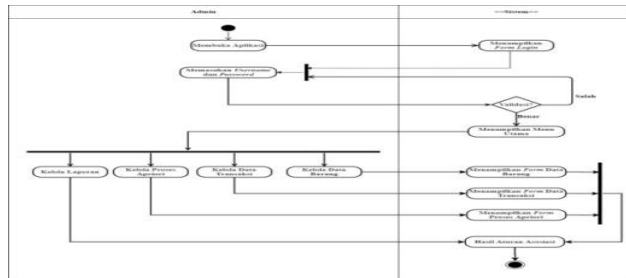 Admin
Sistem
Membuka Aplikasi
Menampilkan
Form Login
Memasukan Username
dan Password
Salah
Validasi?
Benar
Menampilkan Menu
Utama
Kelola Laporan
Kelola Proses
Apriori
Kelola Data
Transaksi
Kelola Data
Barang
Menampilkan Form Data
Barang
Menampilkan Form Data
Transaksi
Menampilkan Form
Proses Apriori
Hasil Aturan Asosiasi